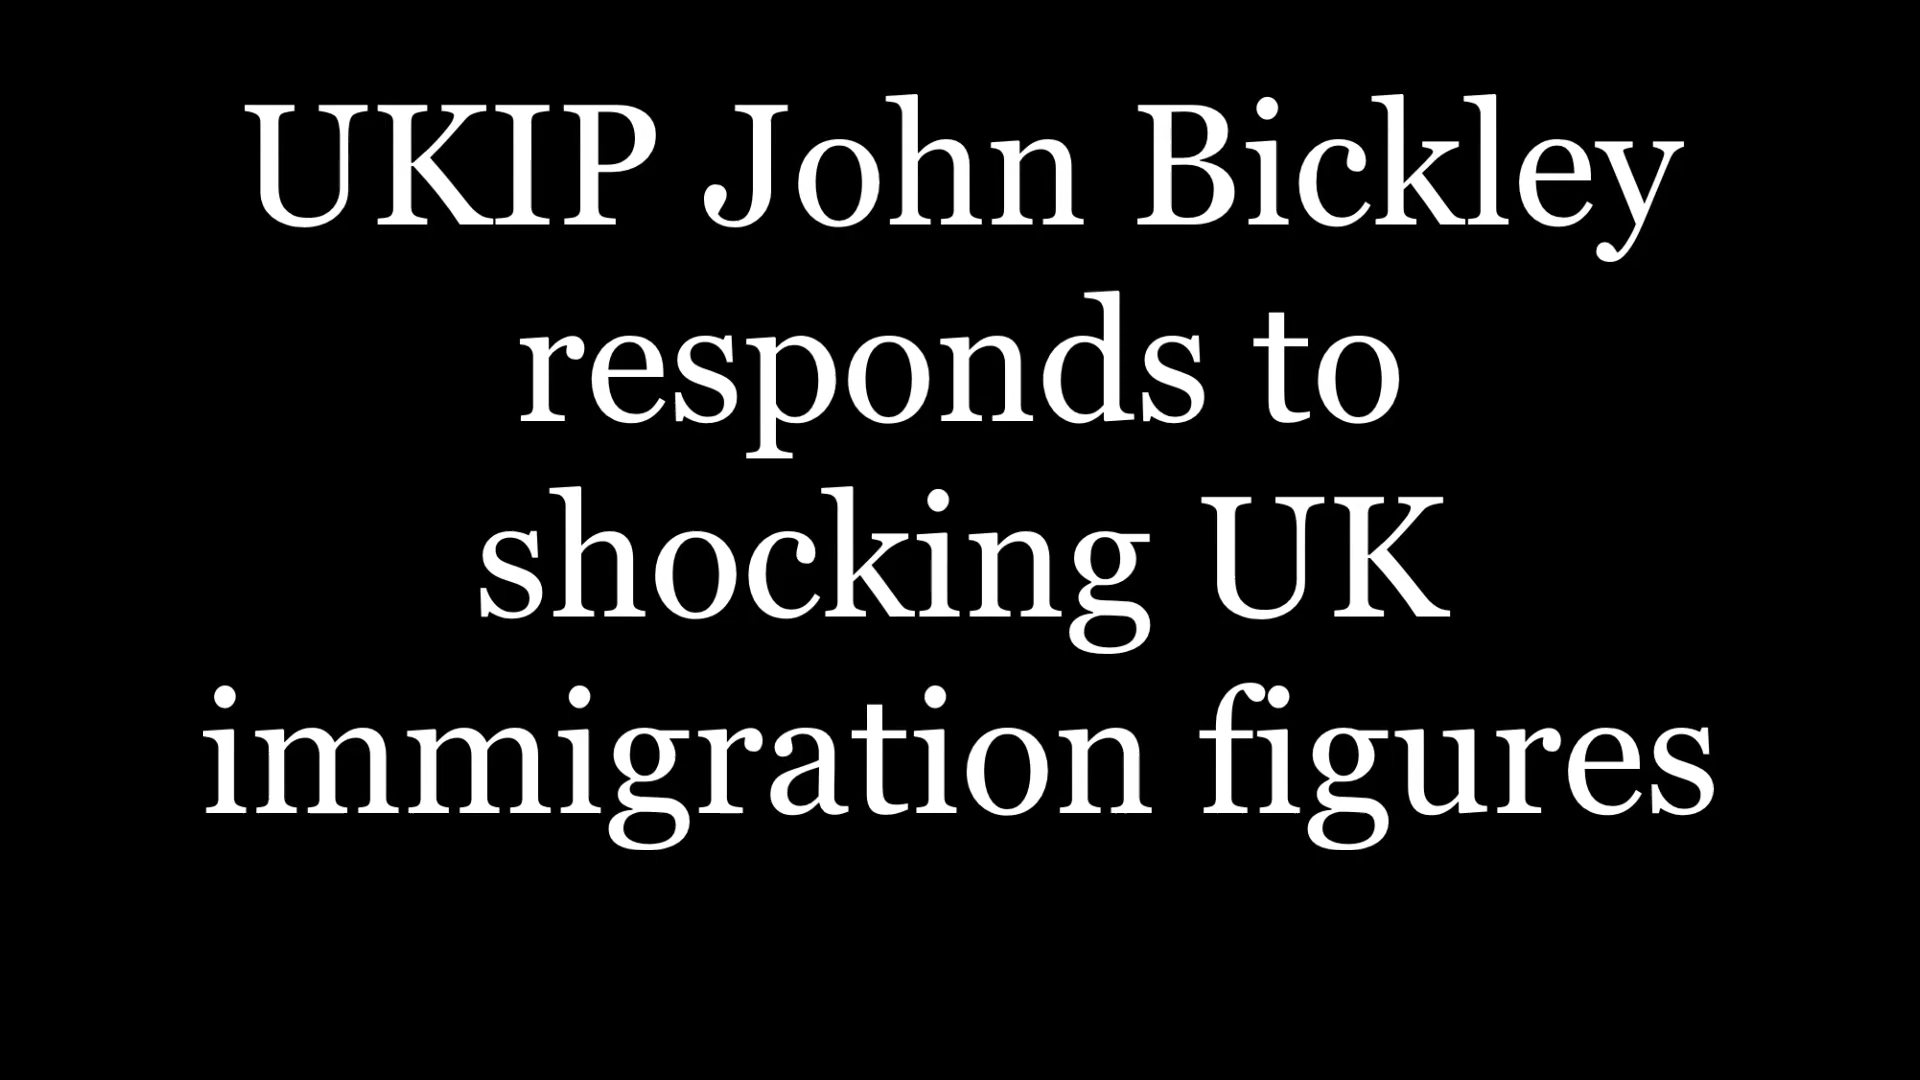 UKIP John Bickley
responds to
shocking UK
immigration figures